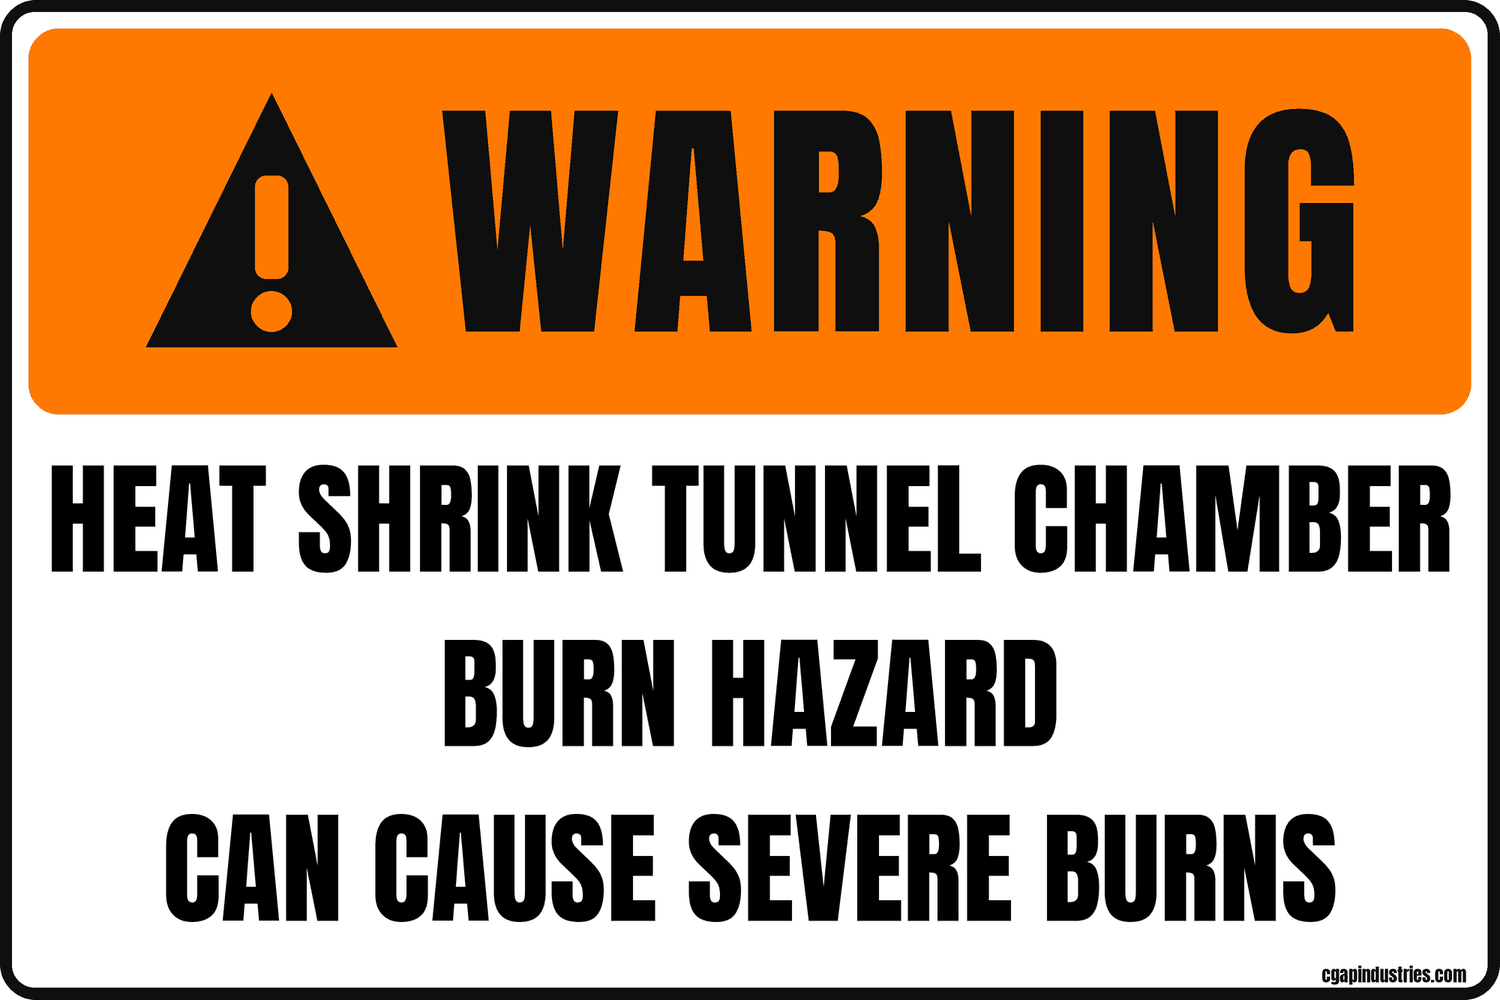 WARNING
HEAT SHRINK TUNNEL CHAMBER
BURN HAZARD
CAN CAUSE SEVERE BURNS
cgapindustries.com